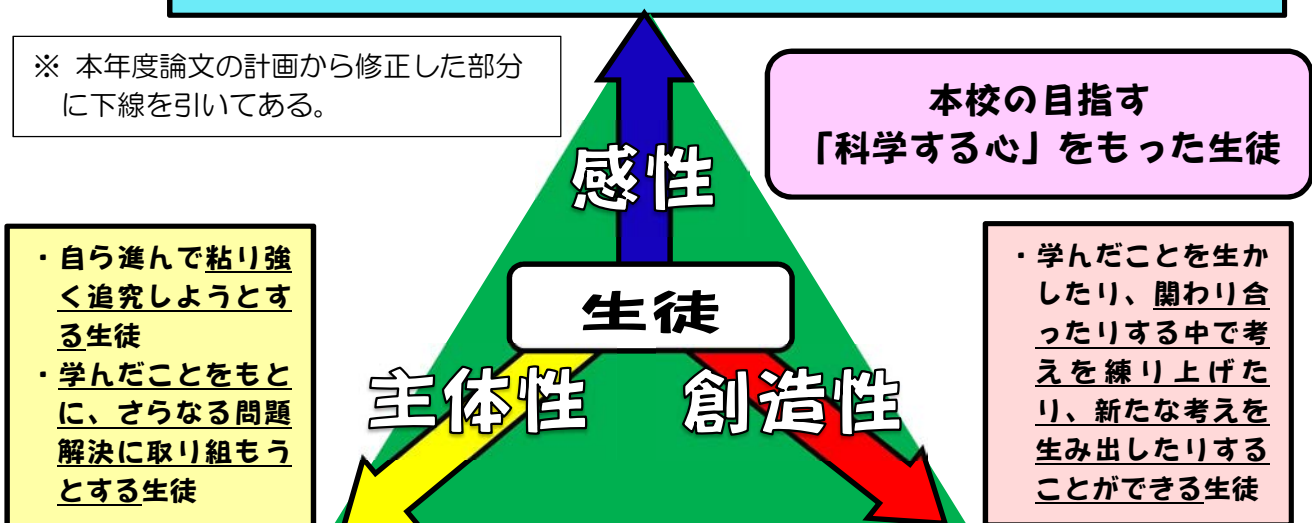 ※ 本年度論文の計画から修正した部分
に下線を引いてある。
本校の目指す
「科学する心」をもった生徒
感性
・自ら進んで粘り強
く追究しようとす
る生徒
・学んだことをもと
に、さらなる問題
解決に取り組もう
とする生徒
生徒
主体性
創造性
・学んだことを生か
したり、関わり合
ったりする中で考
えを練り上げた
り、新たな考えを
生み出したりする
ことができる生徒